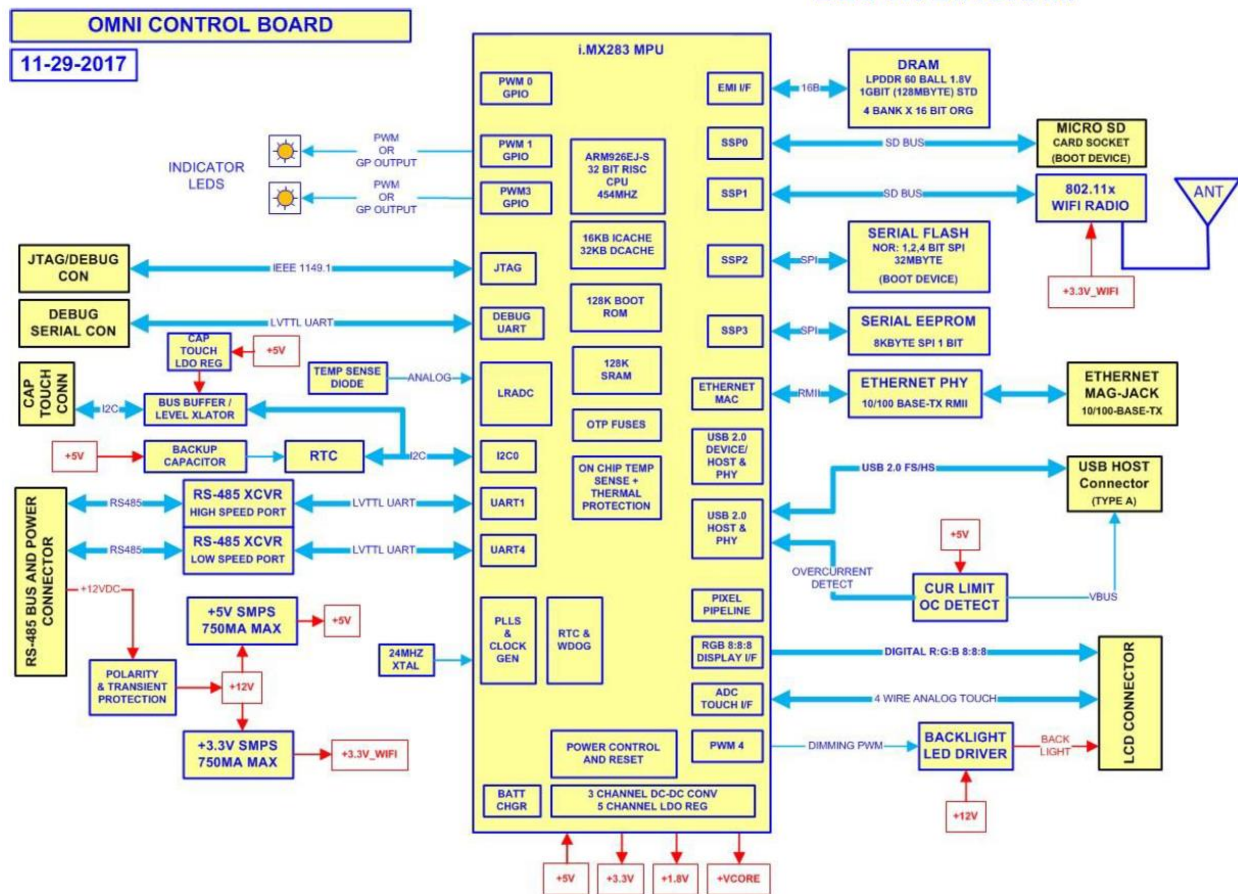 OMNI CONTROL BOARD
11-29-2017
i.MX283 MPU
PWM 0
GPIO
PWM 1
GPIO
PWM3
GPIO
JTAG
DEBUG
UART
LRADC
I2C0
UART1
UART4
PLLS
&
CLOCK
GEN
BATT
CHGR
ARM926EJ-S
32 BIT RISC
CPU
454MHZ
16KB ICACHE
32KB DCACHE
128K BOOT
ROM
128K
SRAM
OTP FUSES
ON CHIP TEMP
SENSE +
THERMAL
PROTECTION
RTC &
WDOG
POWER CONTROL
AND RESET
3 CHANNEL DC-DC CONV
5 CHANNEL LDO REG
EMI I/F
SSP0
SSP1
SSP2
SSP3
ETHERNET
MAC
USB 2.0
DEVICE/
HOST &
PHY
USB 2.0
HOST &
PHY
PIXEL
PIPELINE
RGB 8:8:8
DISPLAY I/F
ADC
TOUCH I/F
PWM 4
INDICATOR
LEDS
PWM
OR
GP OUTPUT
PWM
OR
GP OUTPUT
JTAG/DEBUG
CON
IEEE 1149.1
DEBUG
SERIAL CON
LVTTL UART
CAP
TOUCH
LDO REG
+5V
CAP
TOUCH
CONN
I2C
BUS BUFFER /
LEVEL XLATOR
TEMP SENSE
DIODE
ANALOG
+5V
BACKUP
CAPACITOR
RTC
I2C
RS-485 BUS AND POWER
CONNECTOR
RS485
RS-485 XCVR
HIGH SPEED PORT
LVTTL UART
RS485
RS-485 XCVR
LOW SPEED PORT
LVTTL UART
+12VDC
+5V SMPS
750MA MAX
+5V
POLARITY
& TRANSIENT
PROTECTION
+12V
+3.3V SMPS
750MA MAX
+3.3V_WIFI
24MHZ
XTAL
16B
DRAM
LPDDR 60 BALL 1.8V
1GBIT (128MBYTE) STD
4 BANK X 16 BIT ORG
SD BUS
MICRO SD
CARD SOCKET
(BOOT DEVICE)
SD BUS
802.11x
WIFI RADIO
ANT
+3.3V_WIFI
SPI
SERIAL FLASH
NOR: 1,2,4 BIT SPI
32MBYTE
(BOOT DEVICE)
SPI
SERIAL EEPROM
8KBYTE SPI 1 BIT
RMII
ETHERNET PHY
10/100 BASE-TX RMII
ETHERNET
MAG-JACK
10/100-BASE-TX
USB 2.0 FS/HS
USB HOST
Connector
(TYPE A)
+5V
OVERCURRENT
DETECT
CUR LIMIT
OC DETECT
VBUS
DIGITAL R:G:B 8:8:8
4 WIRE ANALOG TOUCH
LCD CONNECTOR
DIMMING PWM
BACKLIGHT
LED DRIVER
BACK
LIGHT
+12V
+5V
+3.3V
+1.8V
+VCORE